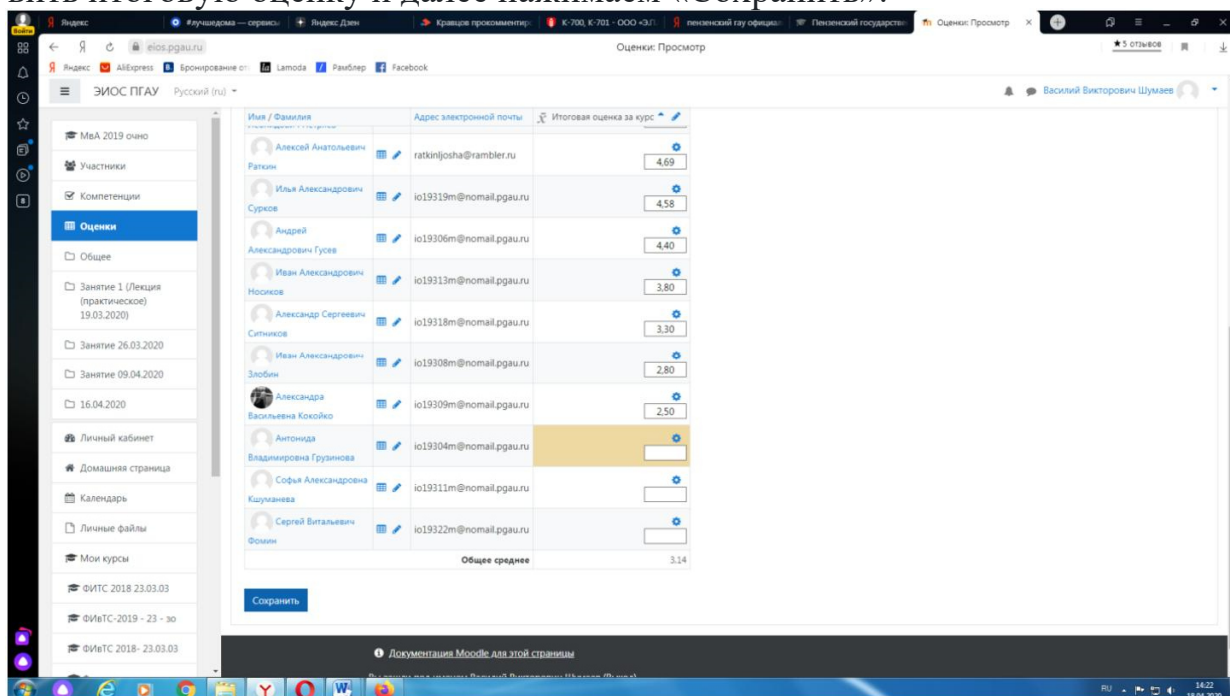 вить итоговую оценку и далее нажимаем «Сохранить».
Войти
Яндекс
#лучшедома — сервисы
Яндекс Дзен
Кравцов прокомментиро
К-700, К-701 - ООО «ЭЛ
пензенский гау официал
Пензенский государстве
Оценки: Просмотр
eios.pgau.ru
Оценки: Просмотр
★5 отзывов
Яндекс
AliExpress
Бронирование от
Lamoda
Рамблер
Facebook
ЭИОС ПГАУ
Русский (ru)
Василий Викторович Шумаев
МвА 2019 очно
Участники
Компетенции
Оценки
Общее
Занятие 1 (Лекция
(практическое)
19.03.2020)
Занятие 26.03.2020
Занятие 09.04.2020
16.04.2020
Личный кабинет
Домашняя страница
Календарь
Личные файлы
Мои курсы
ФИТС 2018 23.03.03
ФИвТС-2019 - 23 - зо
ФИвТС 2018- 23.03.03
Имя / Фамилия
Адрес электронной почты
Итоговая оценка за курс
Алексей Анатольевич
Раткин
ratkinljosha@rambler.ru
4,69
Илья Александрович
Сурков
io19319m@nomail.pgau.ru
4,58
Андрей
Александрович Гусев
io19306m@nomail.pgau.ru
4,40
Иван Александрович
Носиков
io19313m@nomail.pgau.ru
3,80
Александр Сергеевич
Ситников
io19318m@nomail.pgau.ru
3,30
Иван Александрович
Злобин
io19308m@nomail.pgau.ru
2,80
Александра
Васильевна Кокойко
io19309m@nomail.pgau.ru
2,50
Антонида
Владимировна Грузинова
io19304m@nomail.pgau.ru
Софья Александровна
Кшуманева
io19311m@nomail.pgau.ru
Сергей Витальевич
Фомин
io19322m@nomail.pgau.ru
Общее среднее
3,14
Сохранить
Документация Moodle для этой страницы
RU
14:22